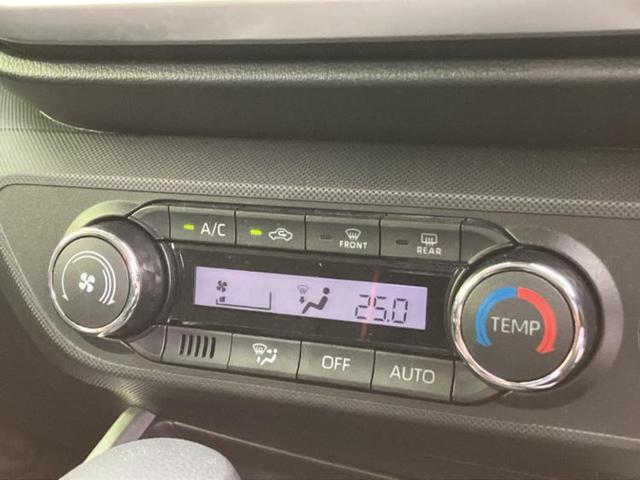 A/C
FRONT
REAR
25.0
TEMP
OFF
AUTO